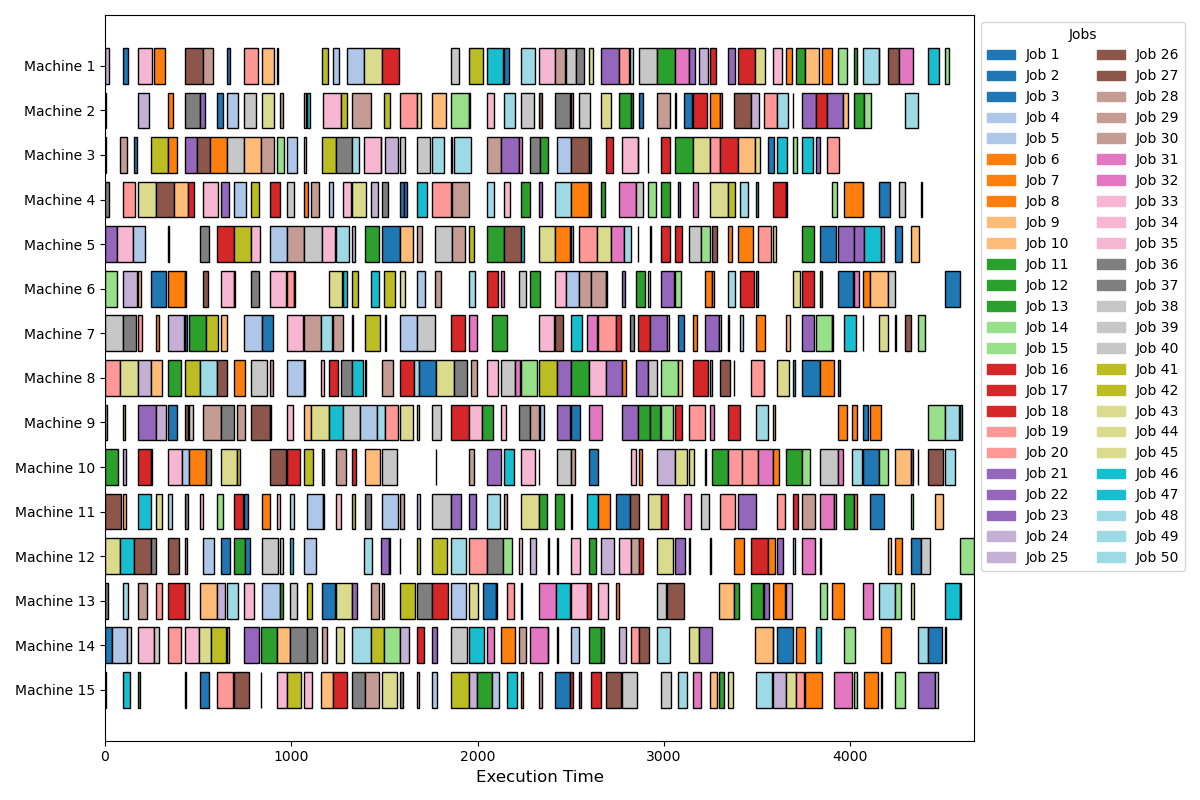 Machine 1
Machine 2
Machine 3
Machine 4
Machine 5
Machine 6
Machine 7
Machine 8
Machine 9
Machine 10
Machine 11
Machine 12
Machine 13
Machine 14
Machine 15
0 1000 2000 3000 4000
Execution Time
Jobs
Job 1
Job 2
Job 3
Job 4
Job 5
Job 6
Job 7
Job 8
Job 9
Job 10
Job 11
Job 12
Job 13
Job 14
Job 15
Job 16
Job 17
Job 18
Job 19
Job 20
Job 21
Job 22
Job 23
Job 24
Job 25
Job 26
Job 27
Job 28
Job 29
Job 30
Job 31
Job 32
Job 33
Job 34
Job 35
Job 36
Job 37
Job 38
Job 39
Job 40
Job 41
Job 42
Job 43
Job 44
Job 45
Job 46
Job 47
Job 48
Job 49
Job 50